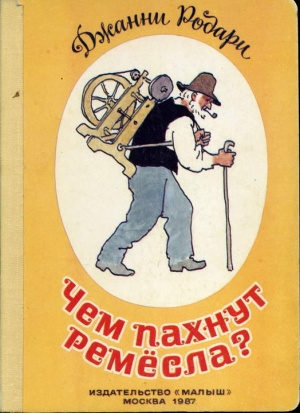 Джанни Родари
Чем пахнут
ремёсла?
ИЗДАТЕЛЬСТВО «МАЛЫШ»
МОСКВА 1987